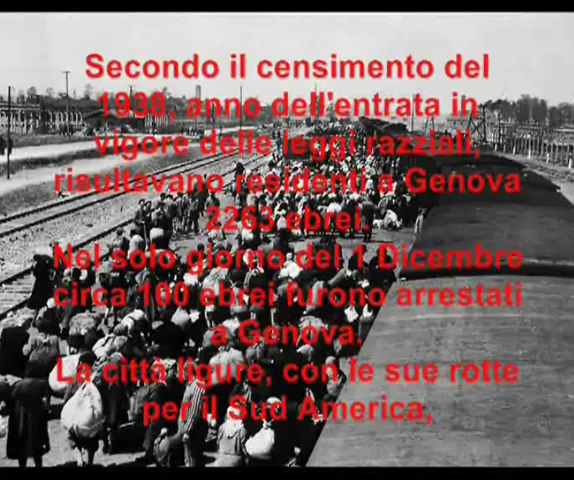 Secondo il censimento del
1938, anno dell'entrata in
vigore delle leggi razziali,
risultavano residenti a Genova
2263 ebrei.
Nel solo giorno del 1 Dicembre
circa 100 ebrei furono arrestati
a Genova.
La città ligure, con le sue rotte
per il Sud America,